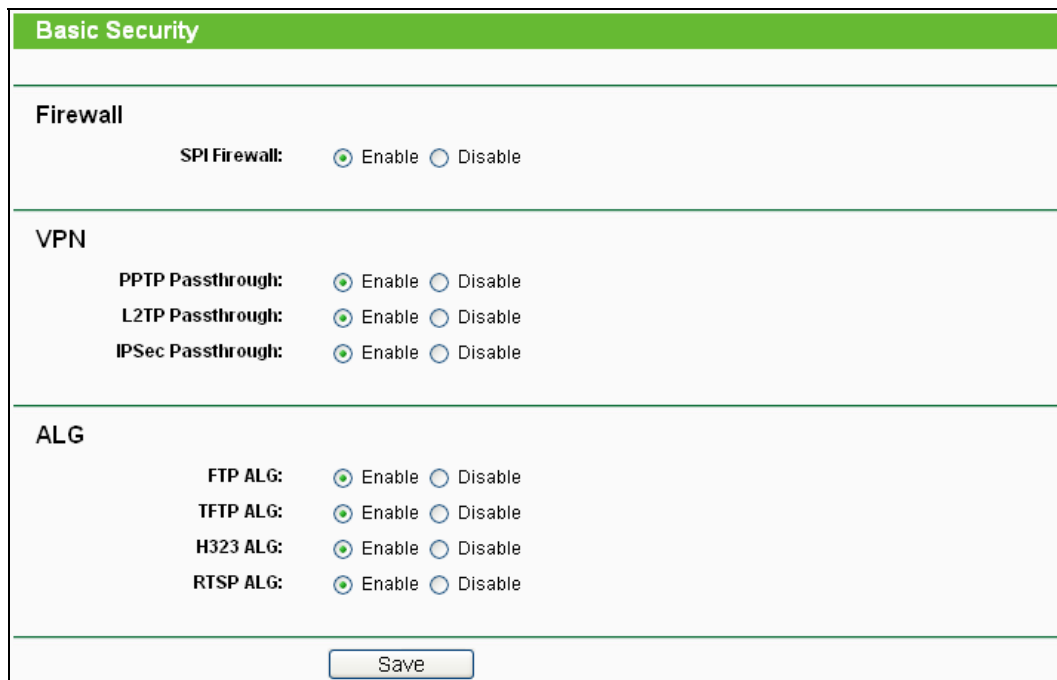 Basic Security
Firewall
SPI Firewall: Enable Disable
VPN
PPTP Passthrough: Enable Disable
L2TP Passthrough: Enable Disable
IPSec Passthrough: Enable Disable
ALG
FTP ALG: Enable Disable
TFTP ALG: Enable Disable
H323 ALG: Enable Disable
RTSP ALG: Enable Disable
Save